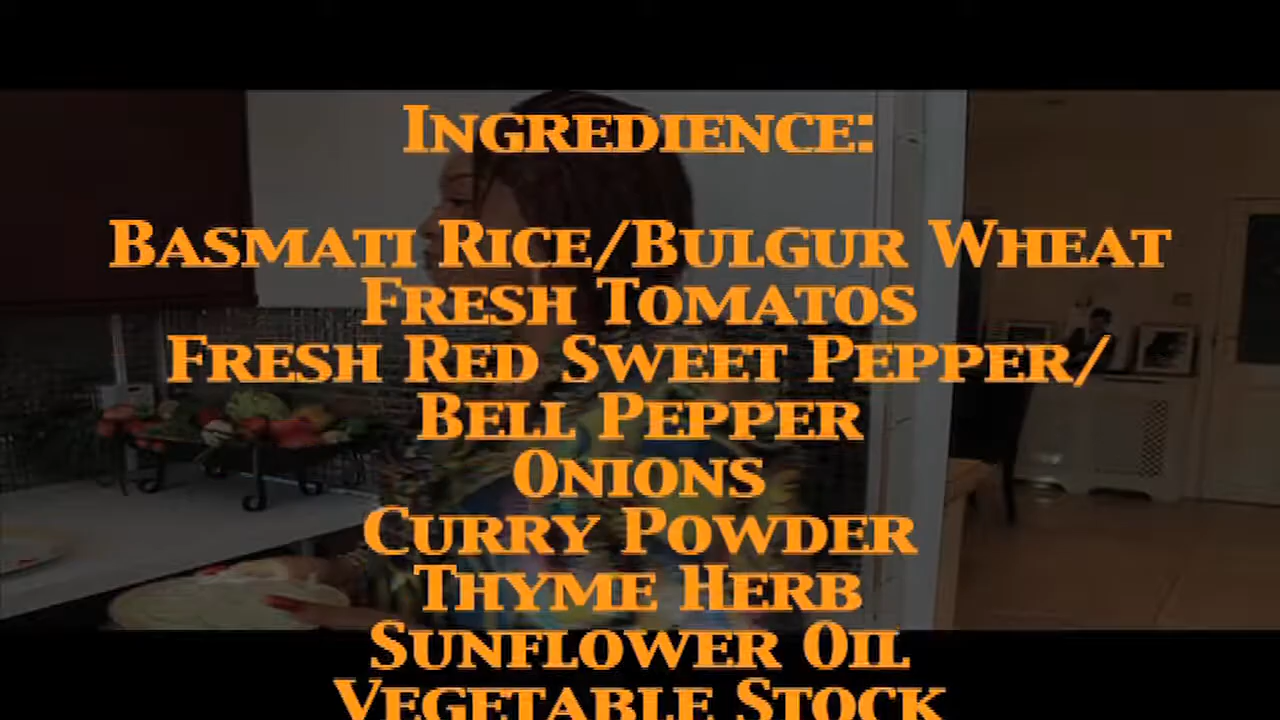 Ingredience:
Basmati Rice/Bulgur Wheat
Fresh Tomatos
Fresh Red Sweet Pepper/
Bell Pepper
Onions
Curry Powder
Thyme Herb
Sunflower Oil
Vegetable Stock